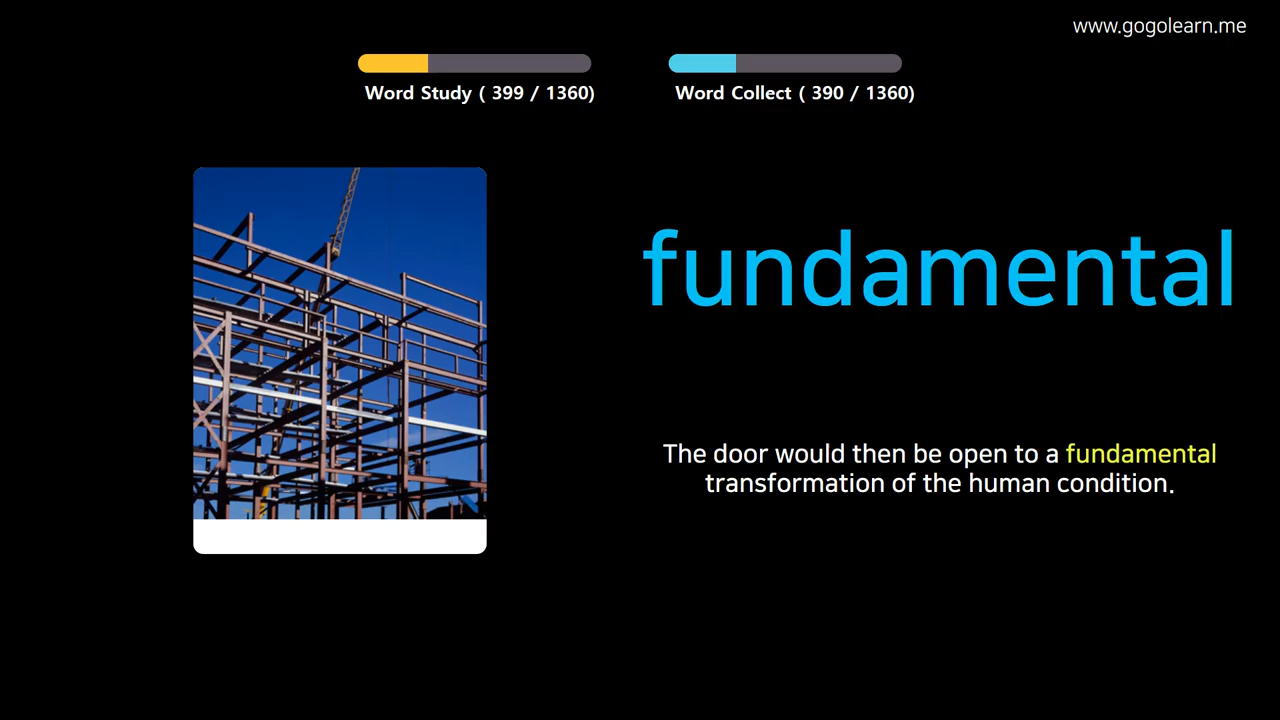 www.gogolearn.me
Word Study ( 399 / 1360)
Word Collect ( 390 / 1360)
fundamental
The door would then be open to a fundamental
transformation of the human condition.